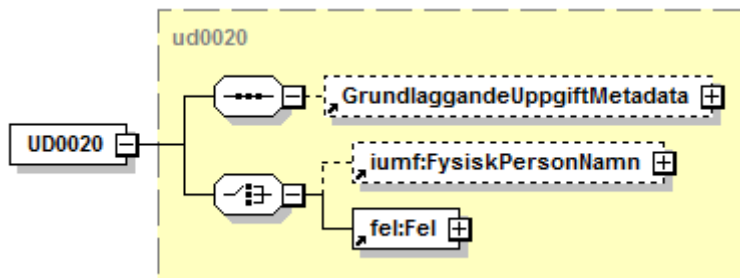 ud0020
GrundlaggandeUppgiftMetadata
UD0020
iumf:FysiskPersonNamn
fel:Fel